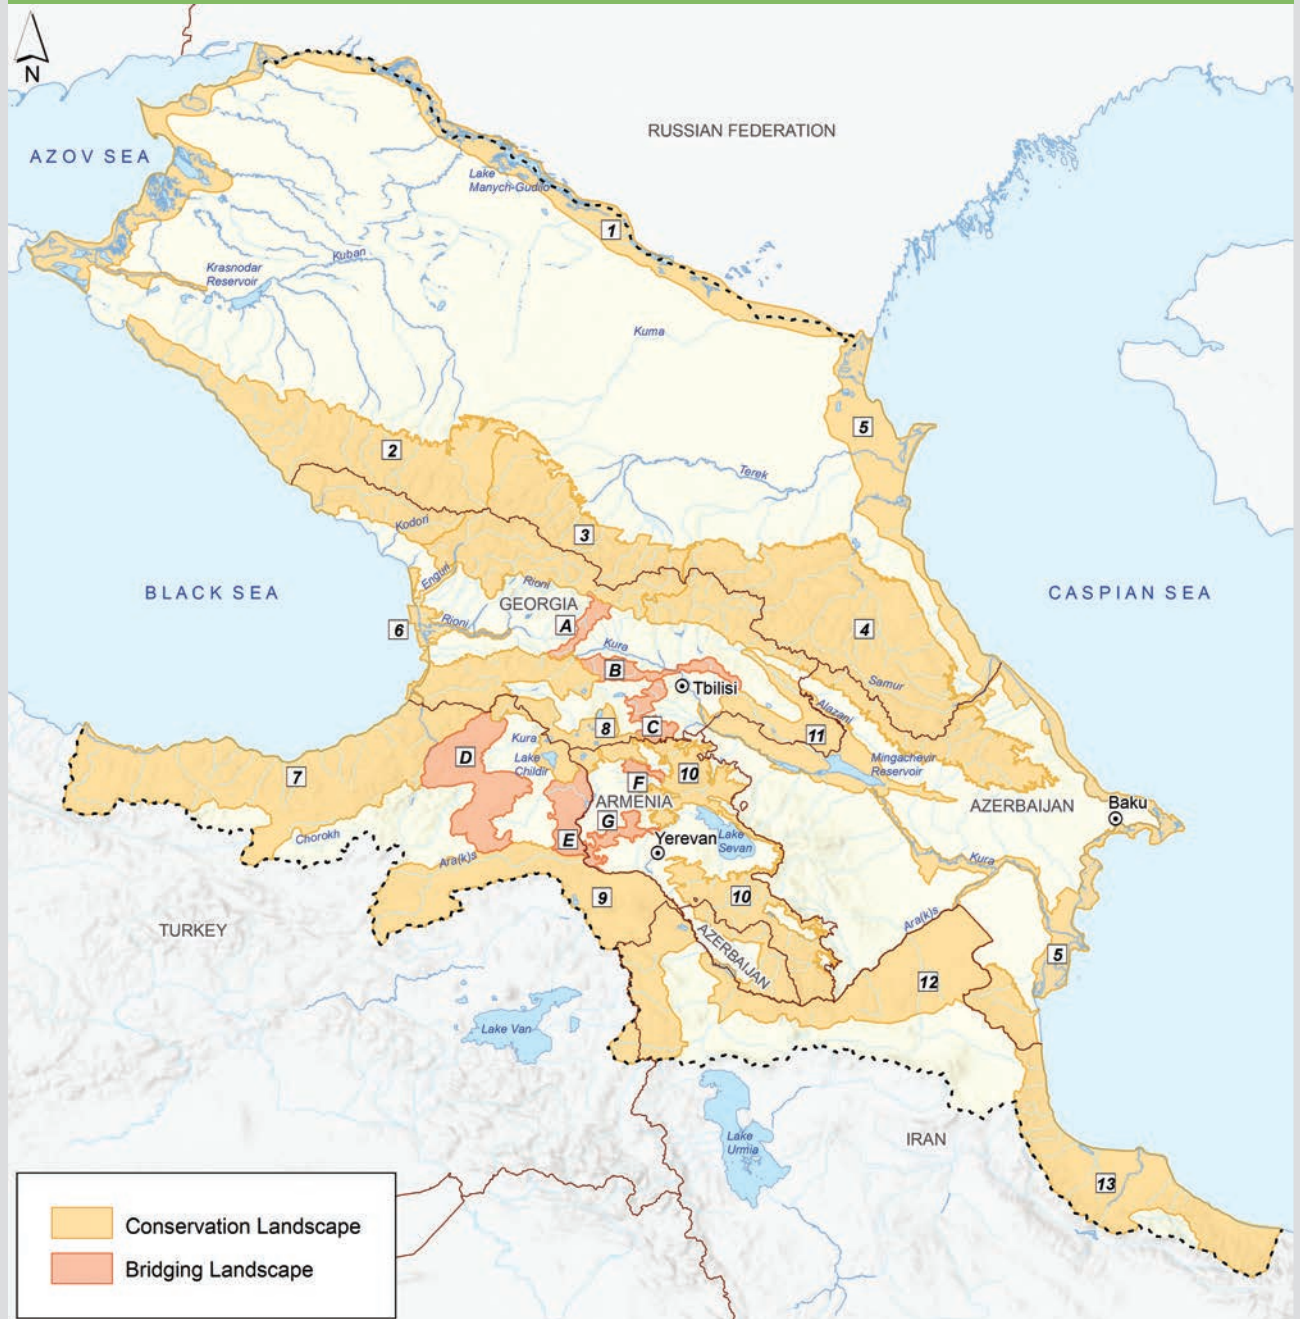 N
RUSSIAN FEDERATION
AZOV SEA
Lake
Manych-Gudilo
1
Kuban
Krasnodar
Reservoir
Kuma
5
2
Terek
Kodori
3
Enguri
Rioni
BLACK SEA
CASPIAN SEA
GEORGIA
6
Rioni
A
4
Kura
B
Tbilisi
Samur
Alazani
8
C
11
Kura
D
Lake
Childir
Mingachevir
Reservoir
7
F
10
ARMENIA
AZERBAIJAN
Baku
G
Chorokh
E
Yerevan
Lake
Sevan
Ara(k)s
Kura
9
10
Ara(k)s
TURKEY
AZERBAIJAN
5
12
Lake Van
Lake
Urmia
IRAN
13
Conservation Landscape
Bridging Landscape